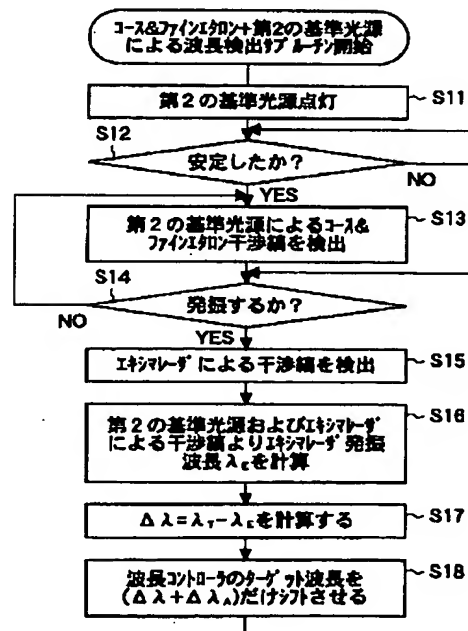 ｺｰｽ&ﾌｧｲﾝｴﾀﾛﾝ+第2の基準光源
による波長検出ｻﾌﾞﾙｰﾁﾝ開始
第2の基準光源点灯
S11
S12
安定したか?
NO
YES
第2の基準光源によるｺｰｽ&
ﾌｧｲﾝｴﾀﾛﾝ干渉縞を検出
S13
S14
発振するか?
NO
YES
ｴｷｼﾏﾚｰｻﾞによる干渉縞を検出
S15
第2の基準光源およびｴｷｼﾏﾚｰｻﾞ
による干渉縞よりｴｷｼﾏﾚｰｻﾞ発振
波長λEを計算
S16
Δλ=λT-λEを計算する
S17
波長ｺﾝﾄﾛｰﾗのﾀｰｹﾞｯﾄ波長を
(Δλ+ΔλA)だけｼﾌﾄさせる
S18